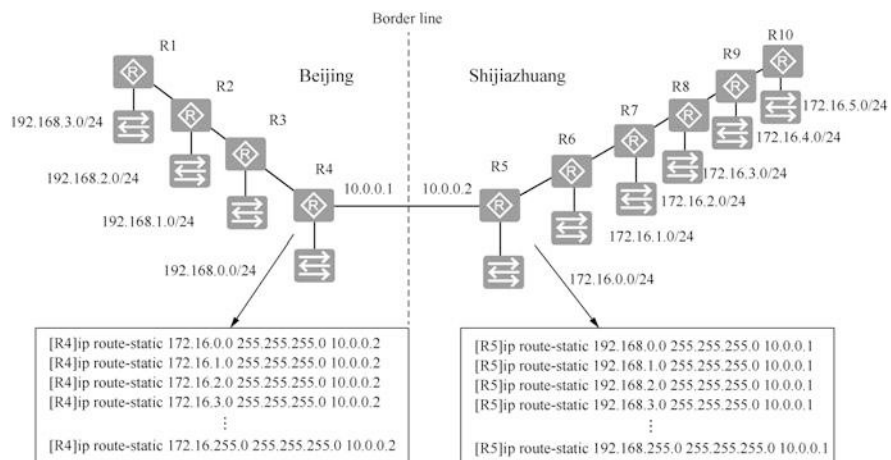 Border line
Beijing
Shijiazhuang
R1
R2
R3
R4
R5
R6
R7
R8
R9
R10
192.168.3.0/24
192.168.2.0/24
192.168.1.0/24
192.168.0.0/24
10.0.0.1
10.0.0.2
172.16.5.0/24
172.16.4.0/24
172.16.3.0/24
172.16.2.0/24
172.16.1.0/24
172.16.0.0/24
R
R
R
R
R
R
R
R
R
R
[R4]ip route-static 172.16.0.0 255.255.255.0 10.0.0.2
[R4]ip route-static 172.16.1.0 255.255.255.0 10.0.0.2
[R4]ip route-static 172.16.2.0 255.255.255.0 10.0.0.2
[R4]ip route-static 172.16.3.0 255.255.255.0 10.0.0.2
⋮
[R4]ip route-static 172.16.255.0 255.255.255.0 10.0.0.2
[R5]ip route-static 192.168.0.0 255.255.255.0 10.0.0.1
[R5]ip route-static 192.168.1.0 255.255.255.0 10.0.0.1
[R5]ip route-static 192.168.2.0 255.255.255.0 10.0.0.1
[R5]ip route-static 192.168.3.0 255.255.255.0 10.0.0.1
⋮
[R5]ip route-static 192.168.255.0 255.255.255.0 10.0.0.1